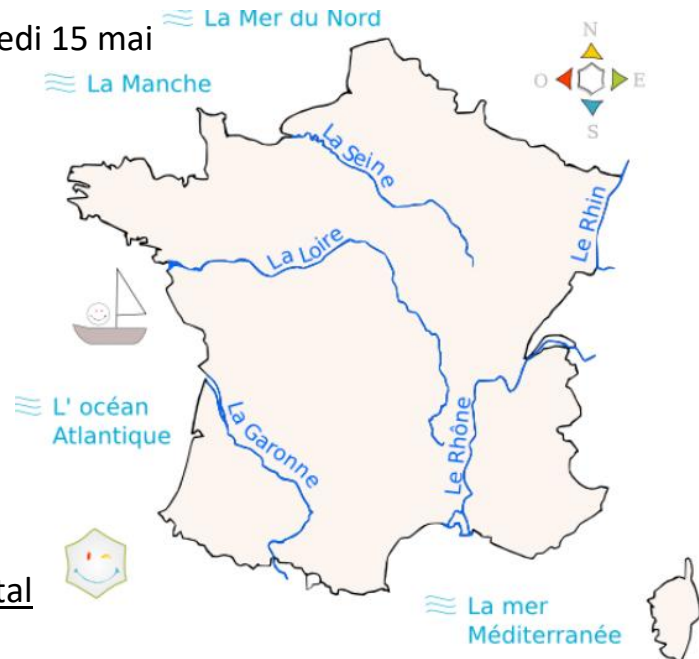 La Mer du Nord
edi 15 mai
La Manche
N
O
E
S
La Seine
Le Rhin
La Loire
L' océan
Atlantique
La Garonne
Le Rhône
tal
La mer
Méditerranée